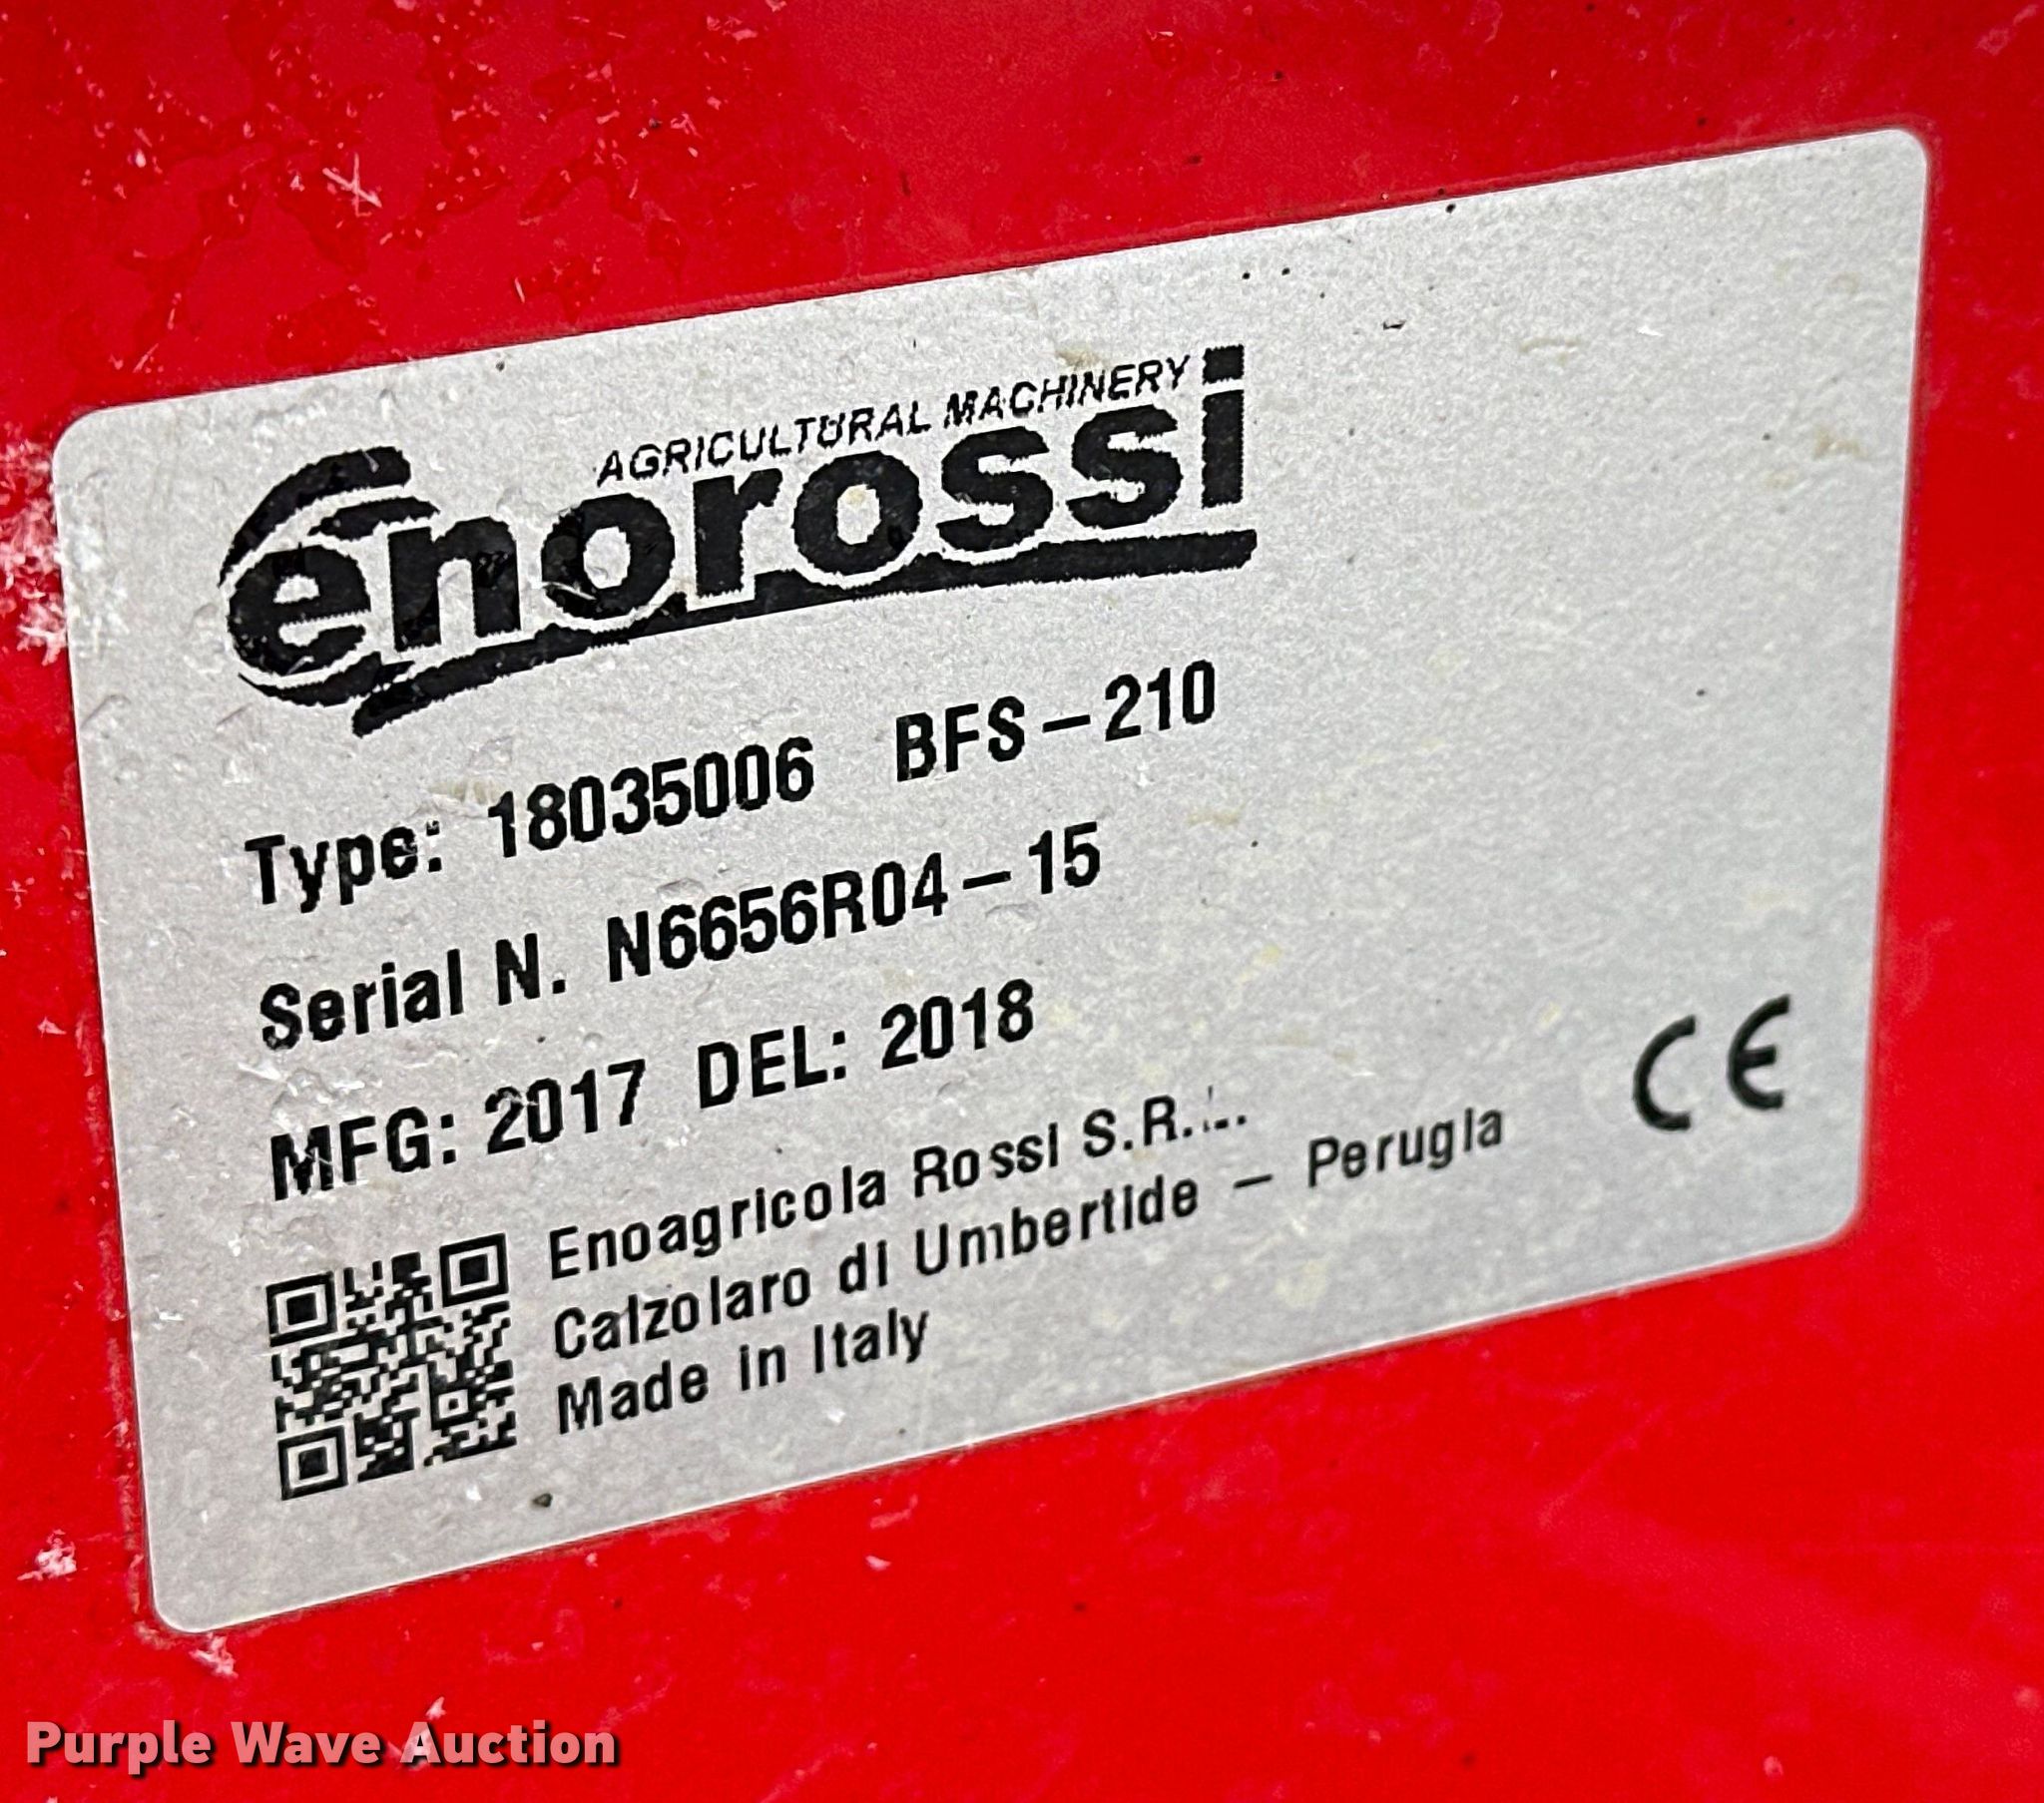 AGRICULTURAL MACHINERY
enorossi
Type: 18035006 BFS-210
Serial N. N6656R04-15
MFG: 2017 DEL: 2018
Enoagricola Rossi S.R.L.
Calzolaro di Umbertide - Perugia
Made in Italy
CE
Purple Wave Auction